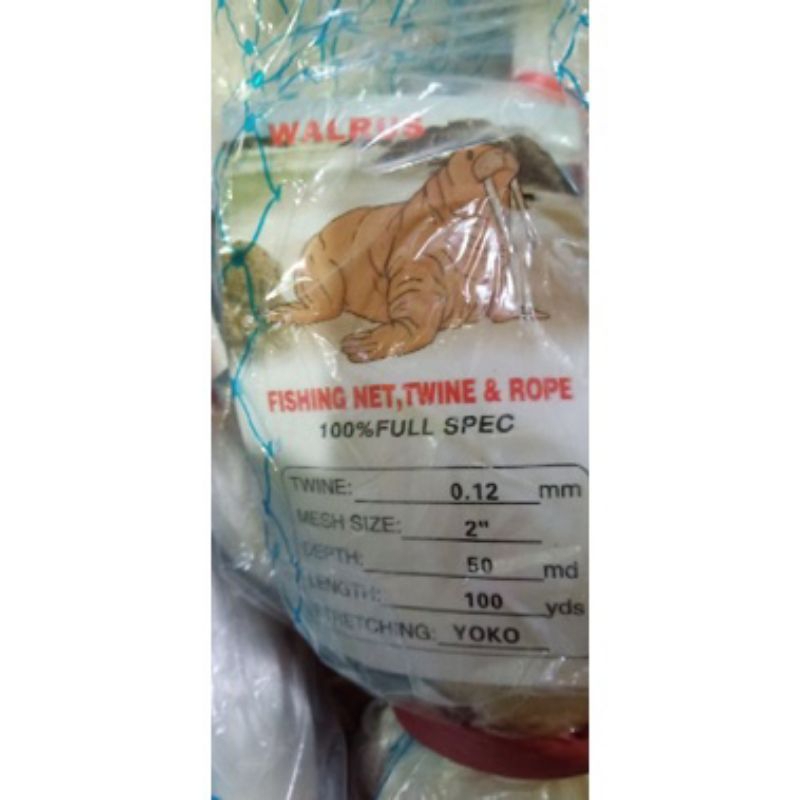 WALRUS
FISHING NET,TWINE & ROPE
100%FULL SPEC
TWINE: 0.12 mm
MESH SIZE: 2"
DEPTH: 50 md
LENGTH: 100 yds
STRETCHING: YOKO